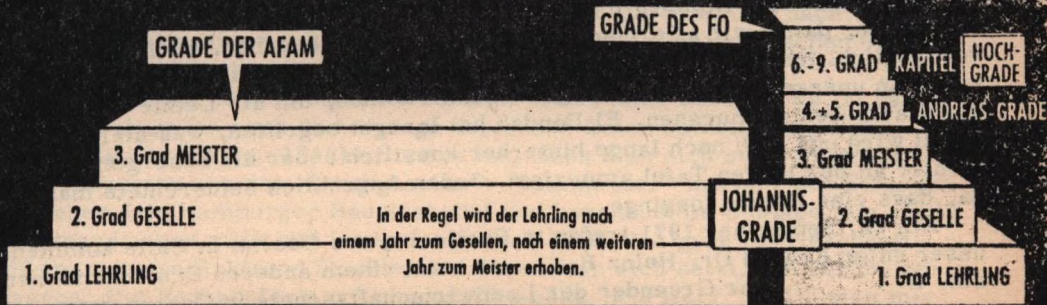 GRADE DER AFAM
3. Grad MEISTER
2. Grad GESELLE
1. Grad LEHRLING
In der Regel wird der Lehrling nach
einem Jahr zum Gesellen, nach einem weiteren
Jahr zum Meister erhoben.
GRADE DES FO
6.-9. GRAD
KAPITEL
HOCH-
GRADE
4.+5. GRAD
ANDREAS-GRADE
3. Grad MEISTER
JOHANNIS-
GRADE
2. Grad GESELLE
1. Grad LEHRLING